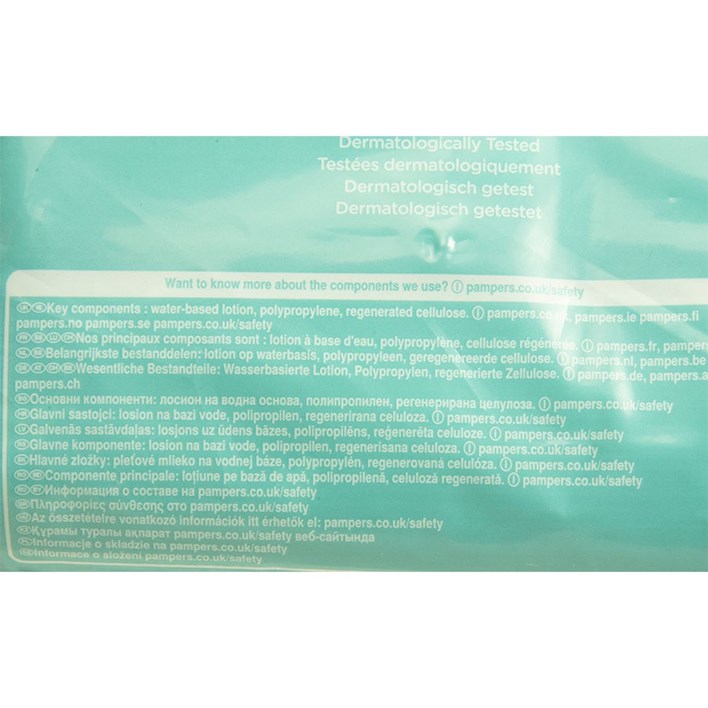 Dermatologically Tested
Testées dermatologiquement
Dermatologisch getest
Dermatologisch getestet
Want to know more about the components we use? ⓘ pampers.co.uk/safety
Key components : water-based lotion, polypropylene, regenerated cellulose. ⓘ pampers.co.uk, pampers.ie pampers.fi
pampers.no pampers.se pampers.co.uk/safety
Nos principaux composants sont : lotion à base d'eau, polypropylène, cellulose régénérée. ⓘ pampers.fr,
Belangrijkste bestanddelen: lotion op waterbasis, polypropyleen, geregenereerde cellulose. ⓘ pampers.nl, pampers.be
Wesentliche Bestandteile: Wasserbasierte Lotion, Polypropylen, regenerierte Zellulose. ⓘ pampers.de,
pampers.ch
Основни компоненти: лосион на водна основа, полипропилен, регенерирана целулоза. ⓘ pampers.co.uk/safety
Glavni sastojci: losion na bazi vode, polipropilen, regenerirana celuloza. ⓘ pampers.co.uk/safety
Galvenās sastāvdaļas: losjons uz ūdens bāzes, polipropilēns, reģenerēta celuloze. ⓘ pampers.co.uk/safety
Glavne komponente: losion na bazi vode, polipropilen, regenerisana celuloza. ⓘ pampers.co.uk/safety
Hlavné zložky: pleťové mlieko na vodnej báze, polypropylén, regenerovaná celulóza. ⓘ pampers.co.uk/safety
Componente principale: loțiune pe bază de apă, polipropilenă, celuloză regenerată. ⓘ pampers.co.uk/safety
Информация о составе на pampers.co.uk/safety
Πληροφορίες σύνθεσης στο pampers.co.uk/safety
Az összetételre vonatkozó információk itt érhetők el: pampers.co.uk/safety
Құрамы туралы ақпарат pampers.co.uk/safety веб-сайтында
Informacje o składzie na pampers.co.uk/safety
Informace o složení pampers.co.uk/safety